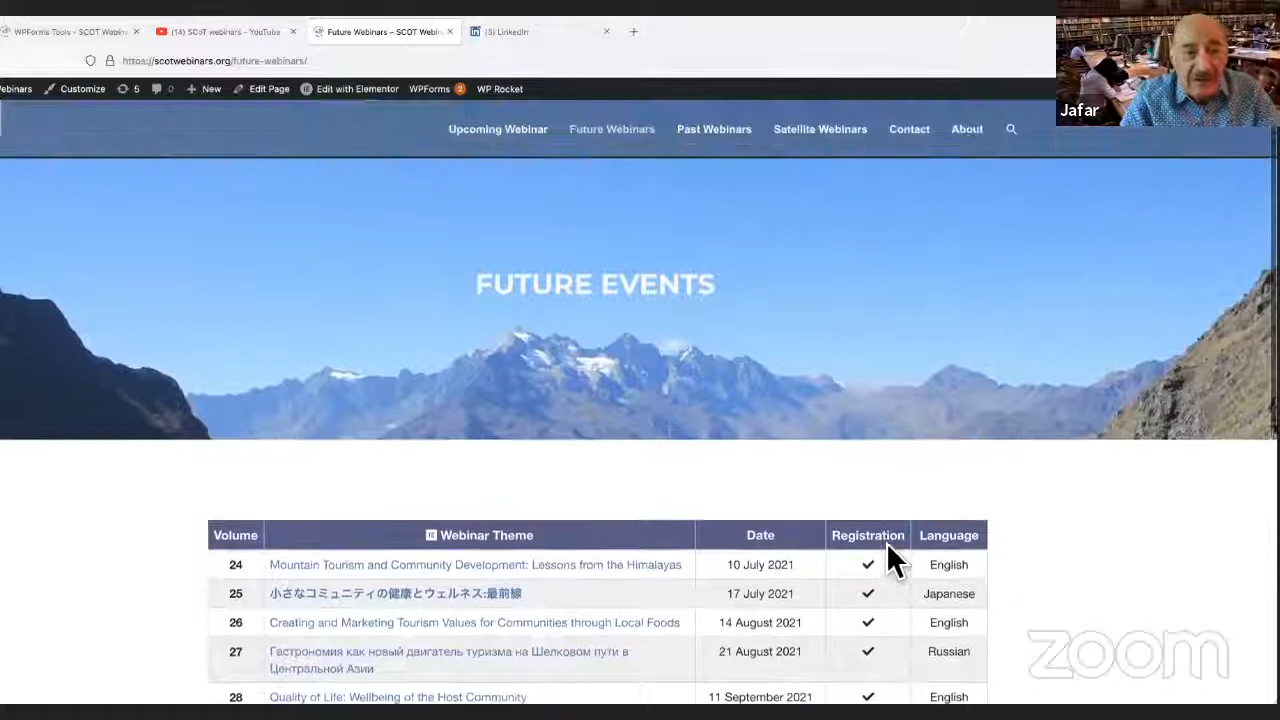 WPForms Tools ‹ SCOT Webin
(14) SCoT webinars - YouTube
Future Webinars – SCOT Webin
(3) LinkedIn
https://scotwebinars.org/future-webinars/
ebinars
Customize
5
0
New
Edit Page
Edit with Elementor
WPForms
2
WP Rocket
Jafar
Upcoming Webinar
Future Webinars
Past Webinars
Satellite Webinars
Contact
About
FUTURE EVENTS
Volume Webinar Theme Date Registration Language
24 Mountain Tourism and Community Development: Lessons from the Himalayas 10 July 2021 ✔ English
25 小さなコミュニティの健康とウェルネス:最前線 17 July 2021 ✔ Japanese
26 Creating and Marketing Tourism Values for Communities through Local Foods 14 August 2021 ✔ English
27 Гастрономия как новый двигатель туризма на Шелковом пути в 21 August 2021 ✔ Russian
Центральной Азии
28 Quality of Life: Wellbeing of the Host Community 11 September 2021 ✔ English
zoom